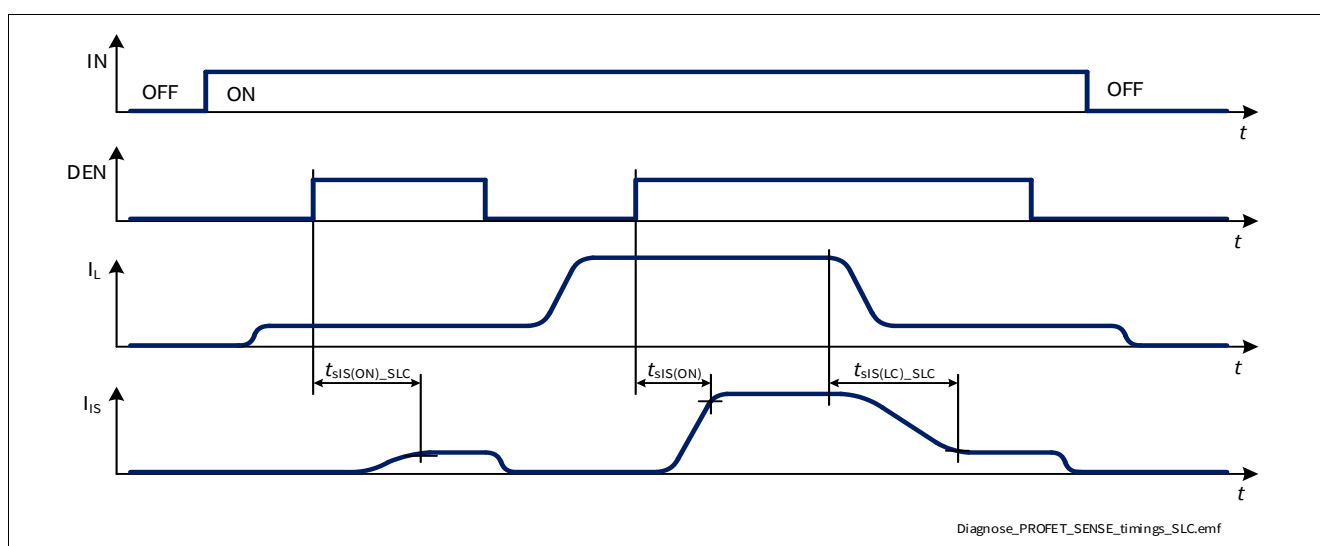 IN
OFF
ON
OFF
t
DEN
t
IL
tsIS(ON)_SLC
tsIS(ON)
tsIS(LC)_SLC
t
IIS
t
Diagnose_PROFET_SENSE_timings_SLC.emf